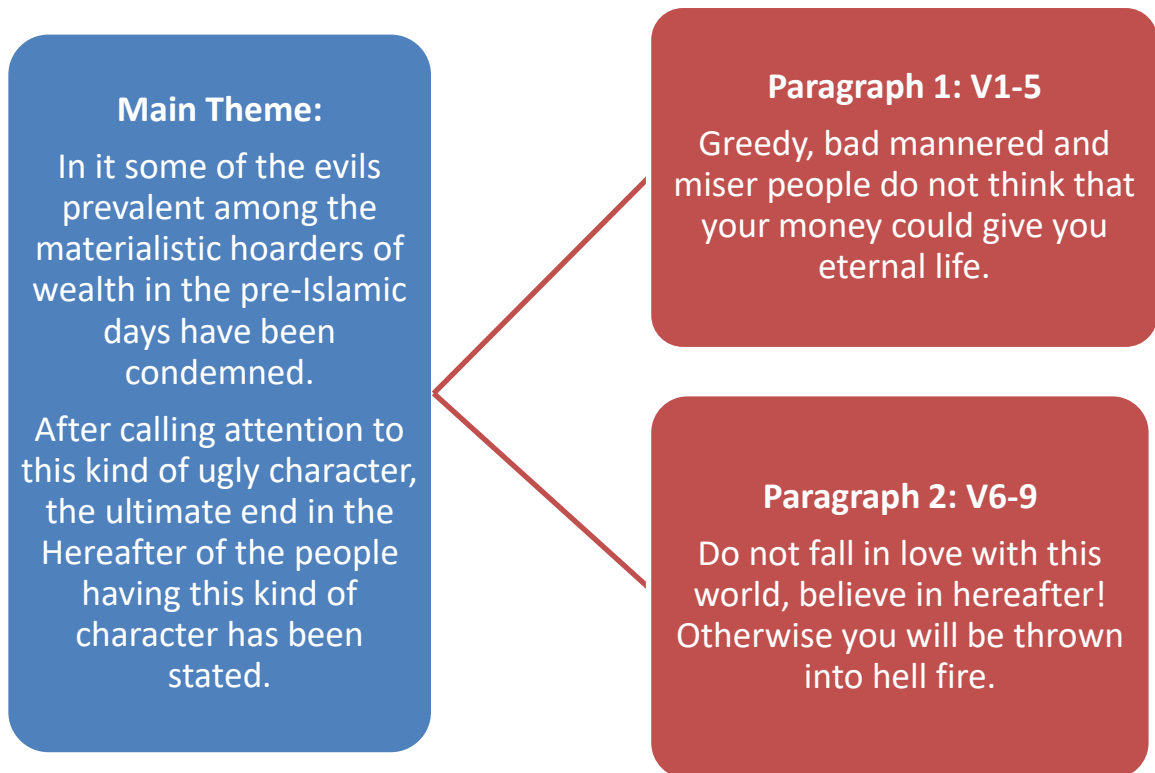 Main Theme:
In it some of the evils
prevalent among the
materialistic hoarders of
wealth in the pre-Islamic
days have been
condemned.
After calling attention to
this kind of ugly character,
the ultimate end in the
Hereafter of the people
having this kind of
character has been
stated.
Paragraph 1: V1-5
Greedy, bad mannered and
miser people do not think that
your money could give you
eternal life.
Paragraph 2: V6-9
Do not fall in love with this
world, believe in hereafter!
Otherwise you will be thrown
into hell fire.